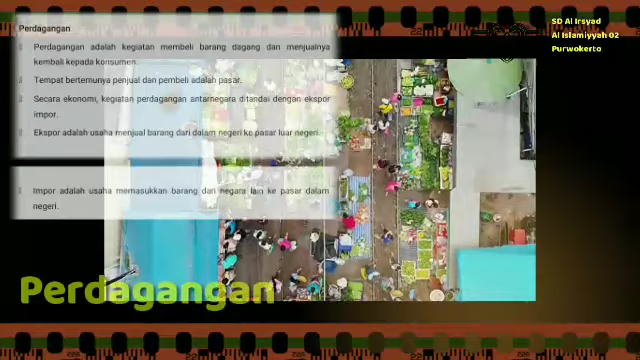 Perdagangan
Perdagangan adalah kegiatan membeli barang dagang dan menjualnya
kembali kepada konsumen.
Tempat bertemunya penjual dan pembeli adalah pasar.
Secara ekonomi, kegiatan perdagangan antarnegara ditandai dengan ekspor
impor.
Ekspor adalah usaha menjual barang dari dalam negeri ke pasar luar negeri.
Impor adalah usaha memasukkan barang dari negara lain ke pasar dalam
negeri.
SD Al Irsyad
Al Islamiyyah 02
Purwokerto
Perdagangan